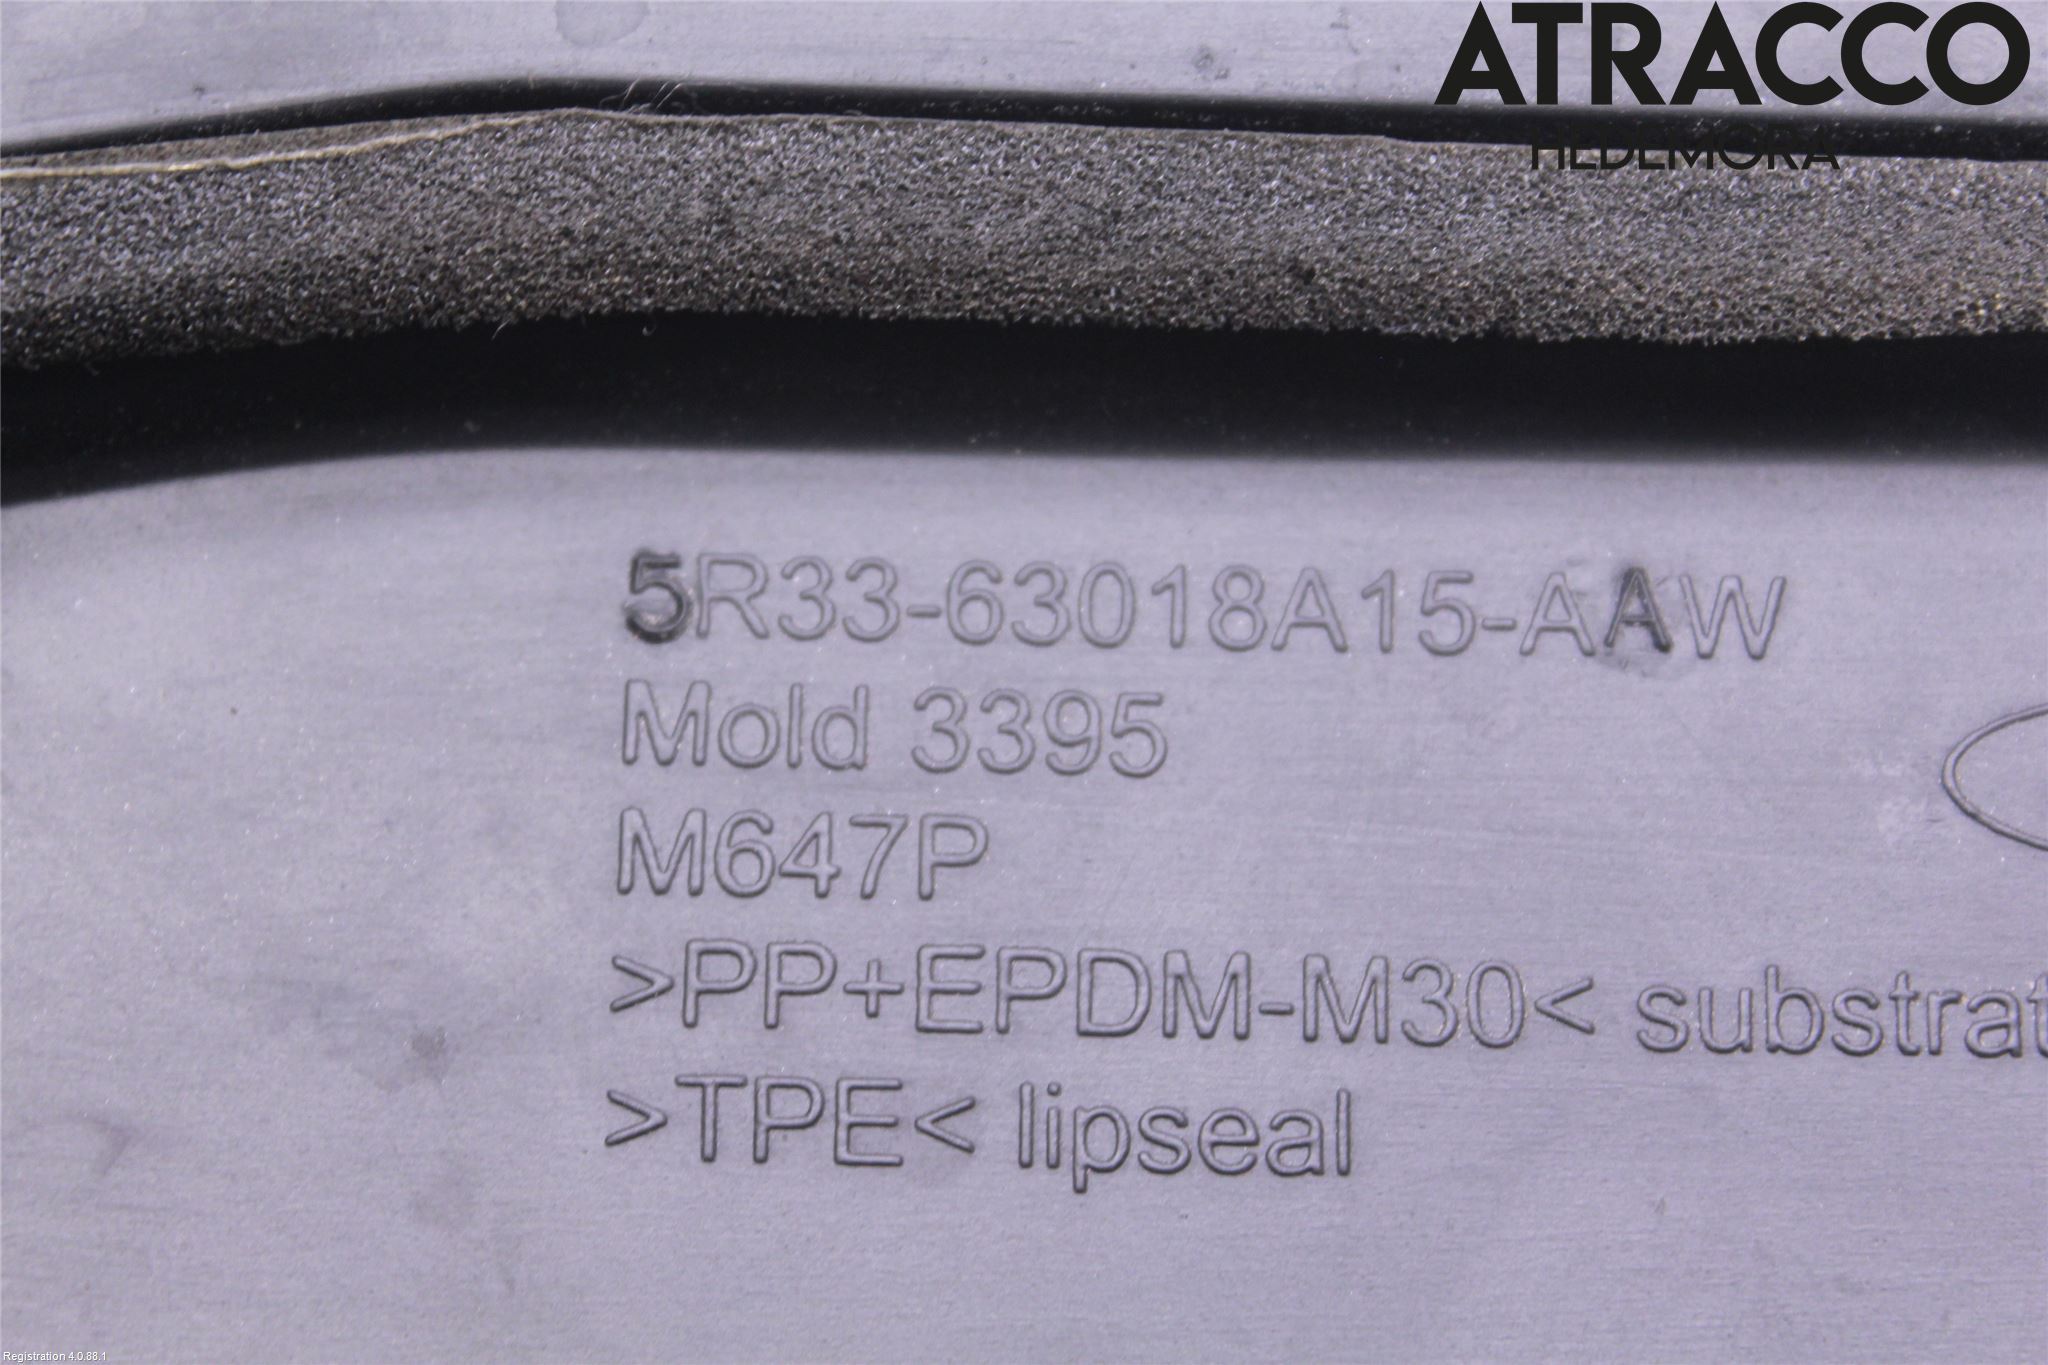 ATRACCO
HEDEMORA
5R33-63018A15-AAW
Mold 3395
M647P
>PP+EPDM-M30< substrat
>TPE< lipseal
Registration 4.0.88.1